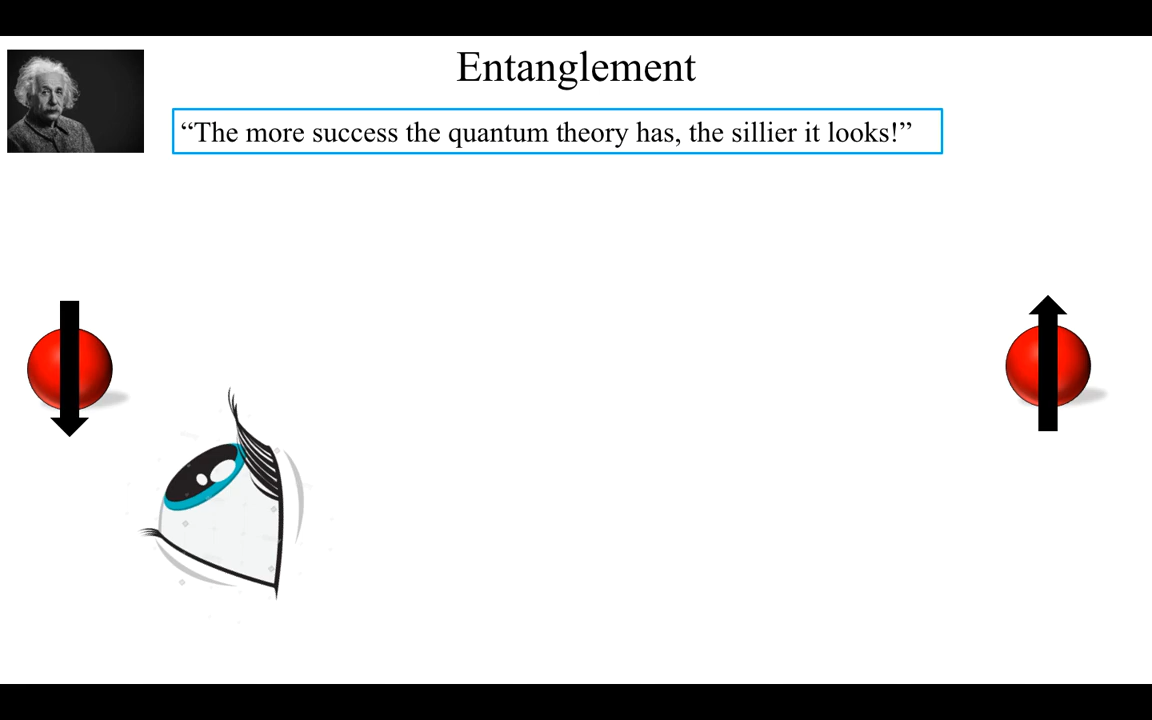 Entanglement
“The more success the quantum theory has, the sillier it looks!”